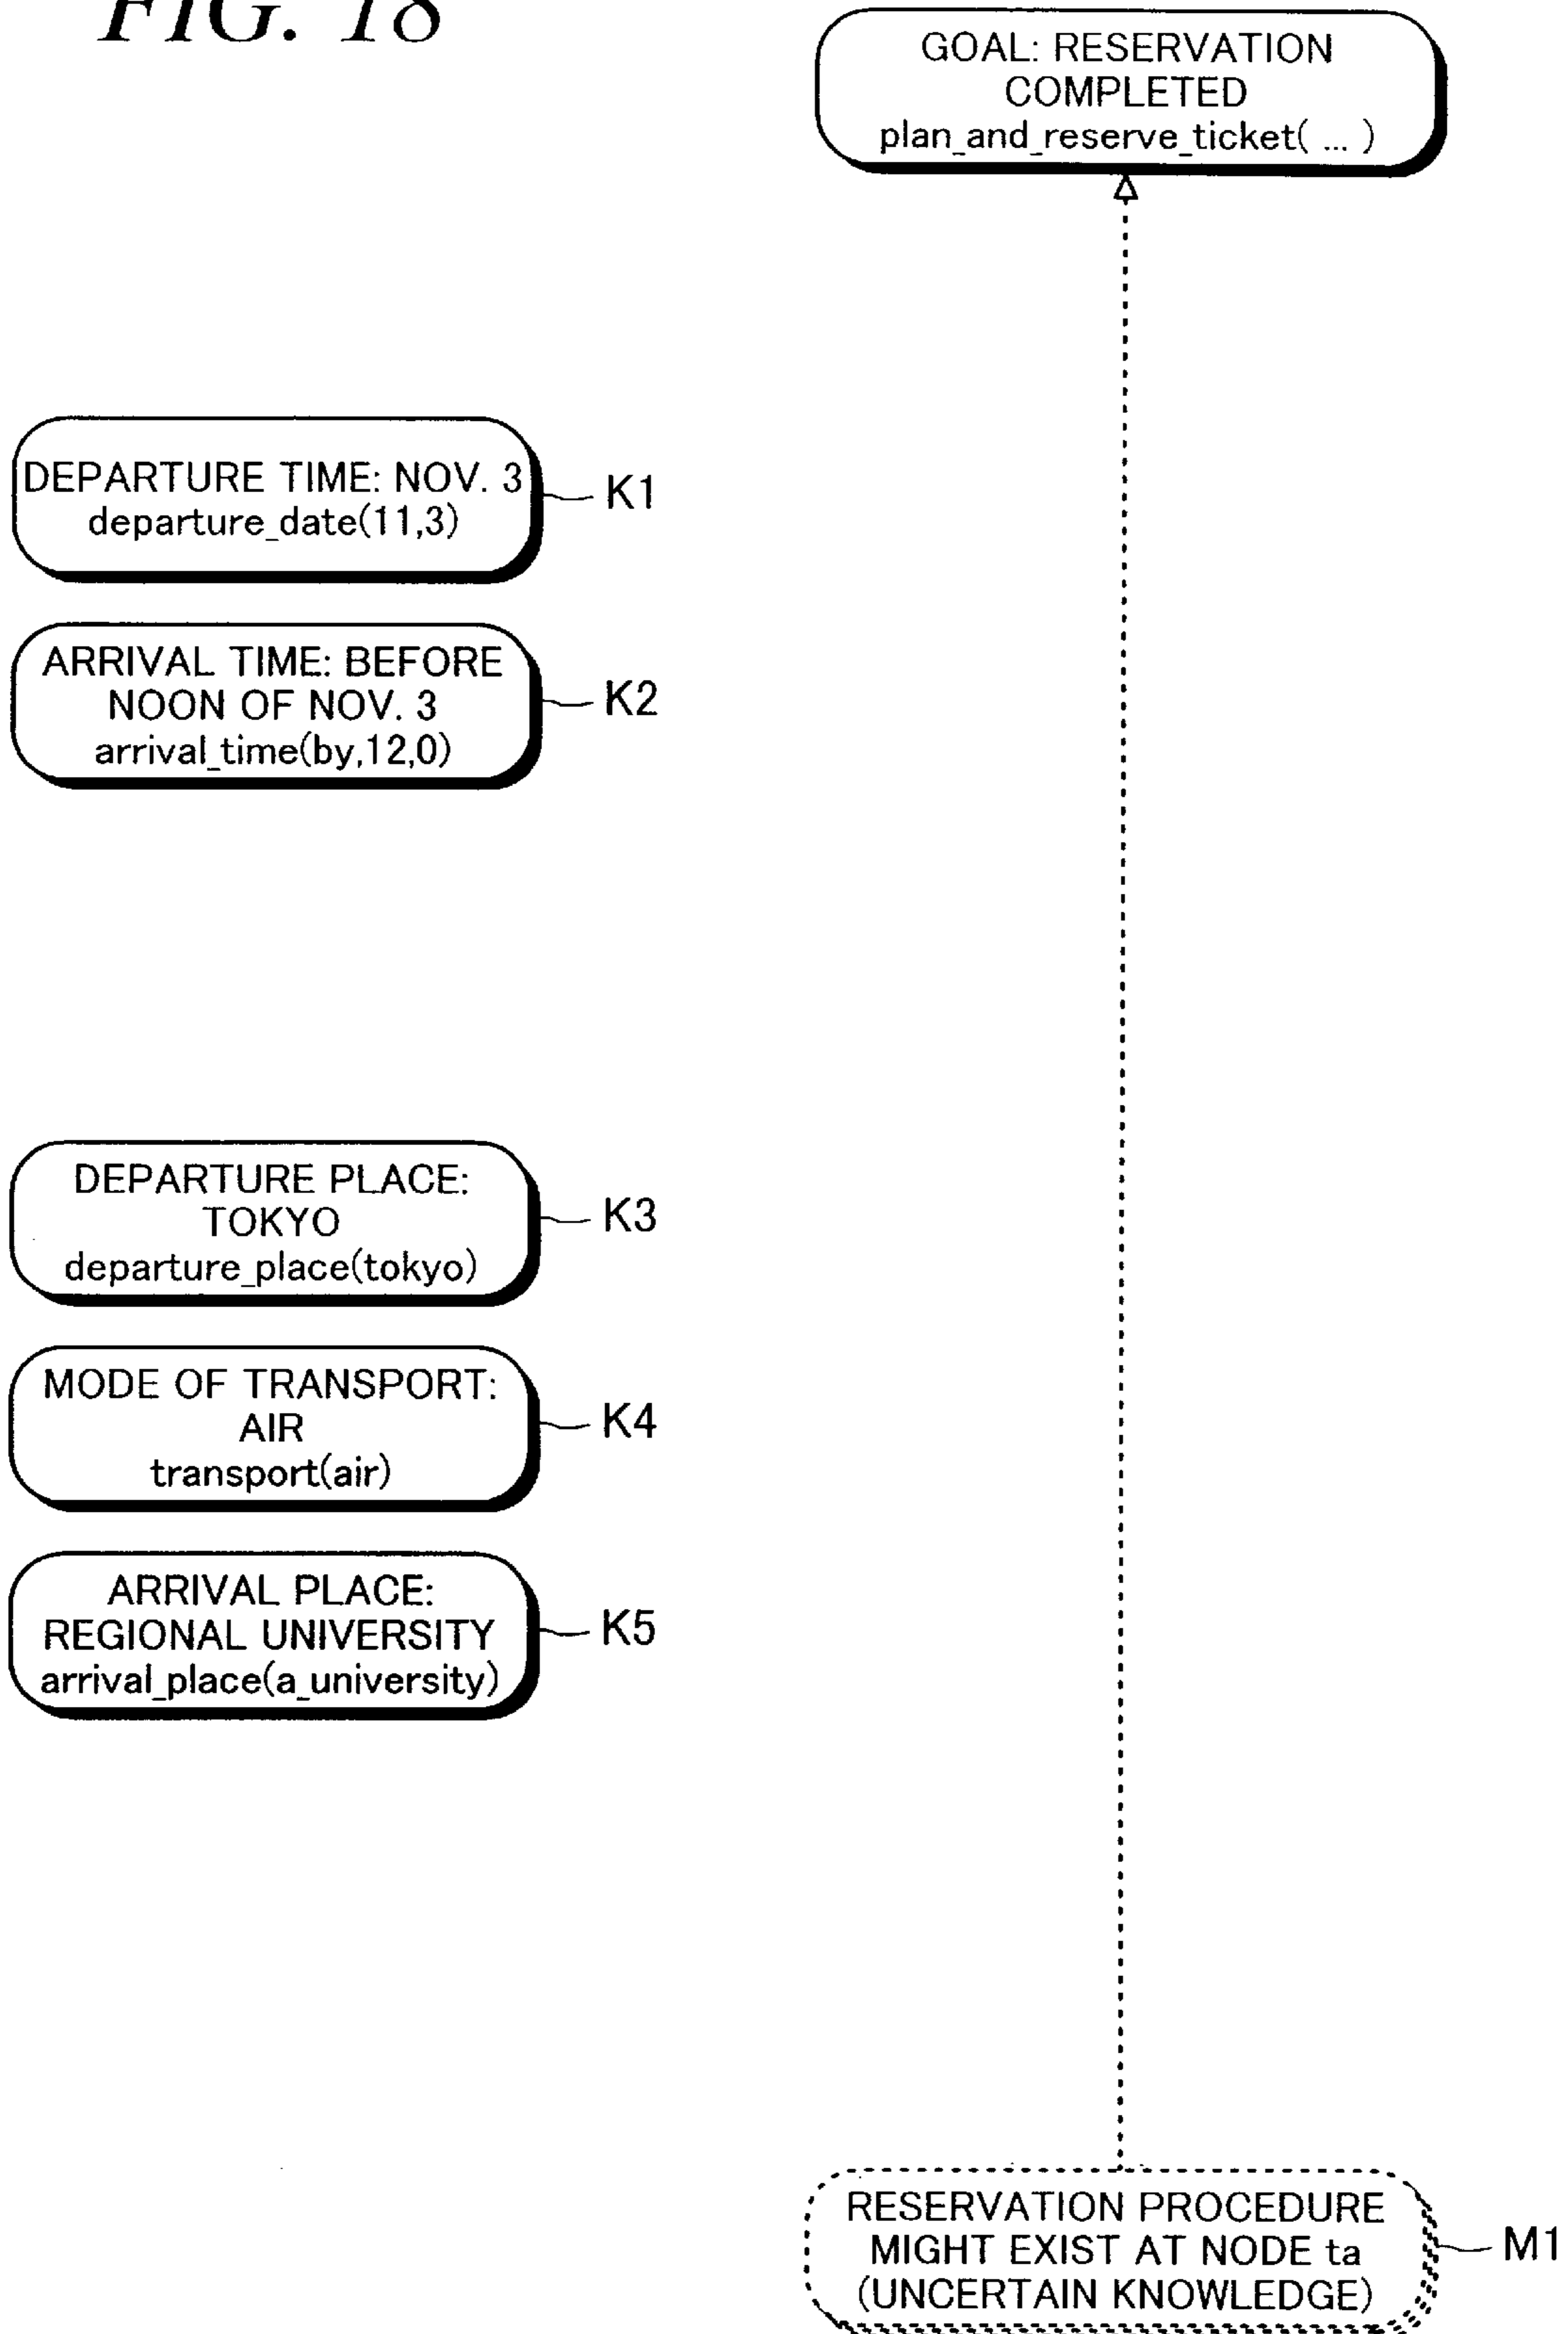 FIG. 18
GOAL: RESERVATION
COMPLETED
plan_and_reserve_ticket( ... )
DEPARTURE TIME: NOV. 3
departure_date(11,3)
K1
ARRIVAL TIME: BEFORE
NOON OF NOV. 3
arrival_time(by,12,0)
K2
DEPARTURE PLACE:
TOKYO
departure_place(tokyo)
K3
MODE OF TRANSPORT:
AIR
transport(air)
K4
ARRIVAL PLACE:
REGIONAL UNIVERSITY
arrival_place(a_university)
K5
RESERVATION PROCEDURE
MIGHT EXIST AT NODE ta
(UNCERTAIN KNOWLEDGE)
M1